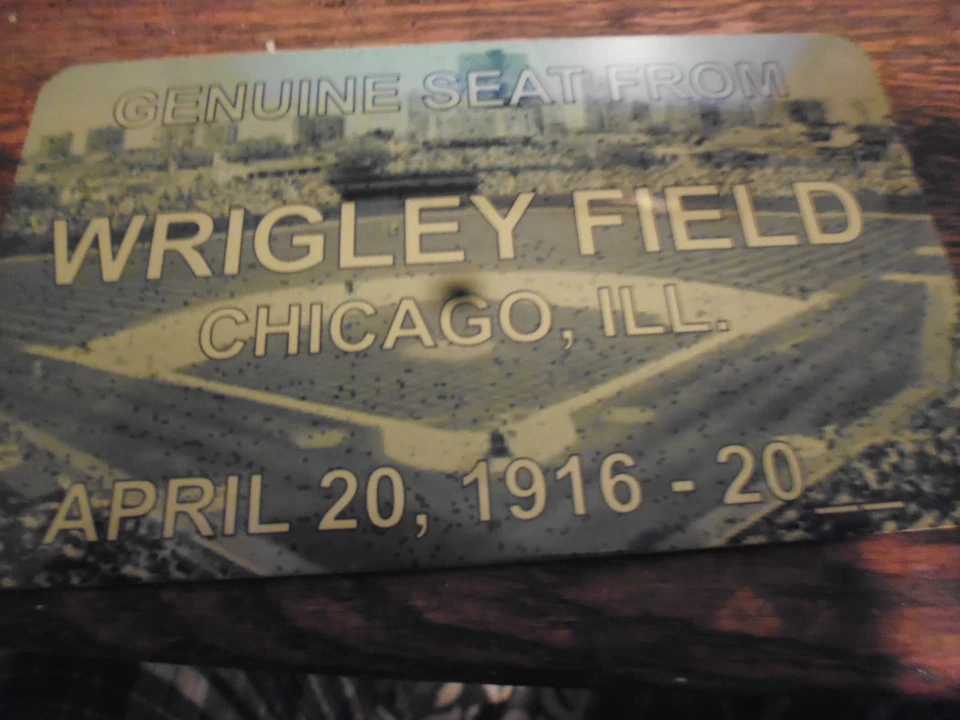 GENUINE SEAT FROM
WRIGLEY FIELD
CHICAGO, ILL.
APRIL 20, 1916 - 20__